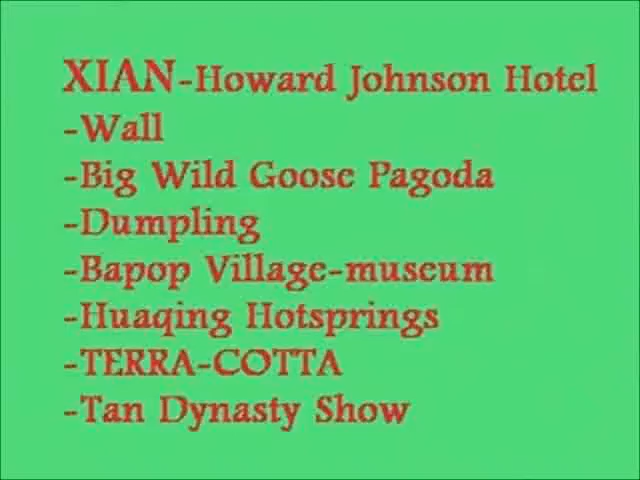 XIAN-Howard Johnson Hotel
-Wall
-Big Wild Goose Pagoda
-Dumpling
-Bapop Village-museum
-Huaqing Hotsprings
-TERRA-COTTA
-Tan Dynasty Show